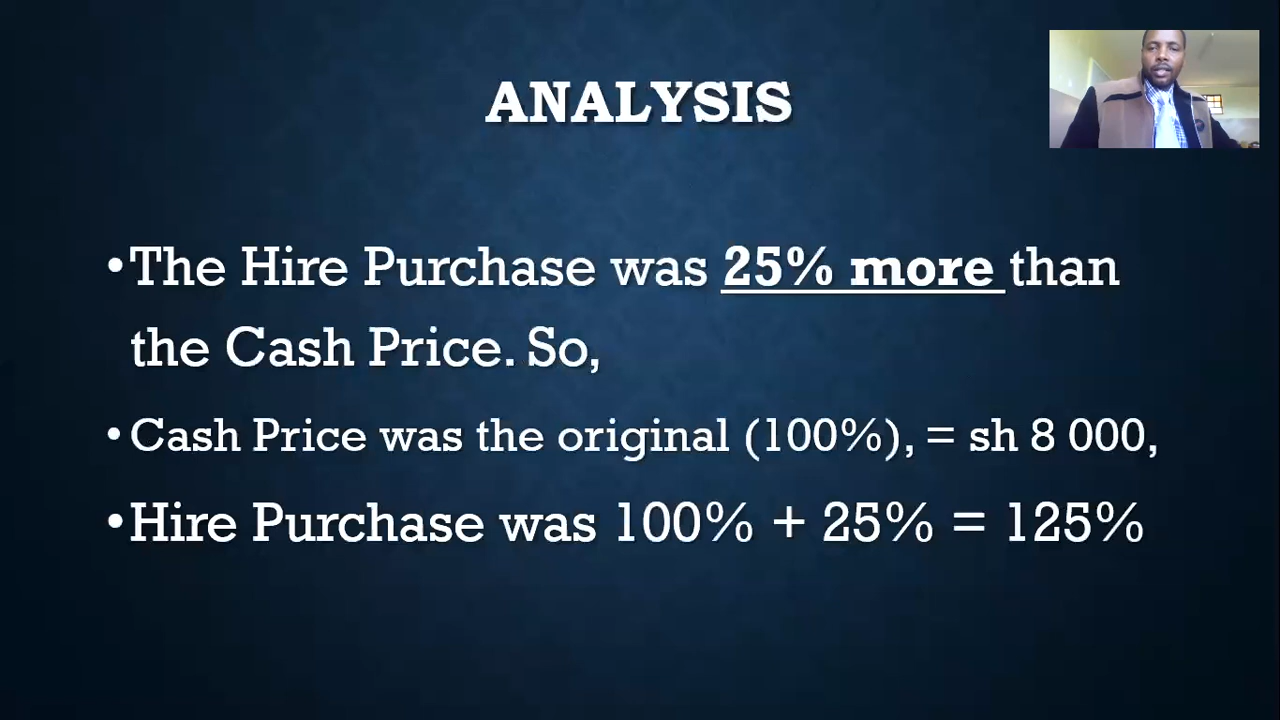 ANALYSIS
•The Hire Purchase was 25% more than
the Cash Price. So,
• Cash Price was the original (100%), = sh 8 000,
•Hire Purchase was 100% + 25% = 125%